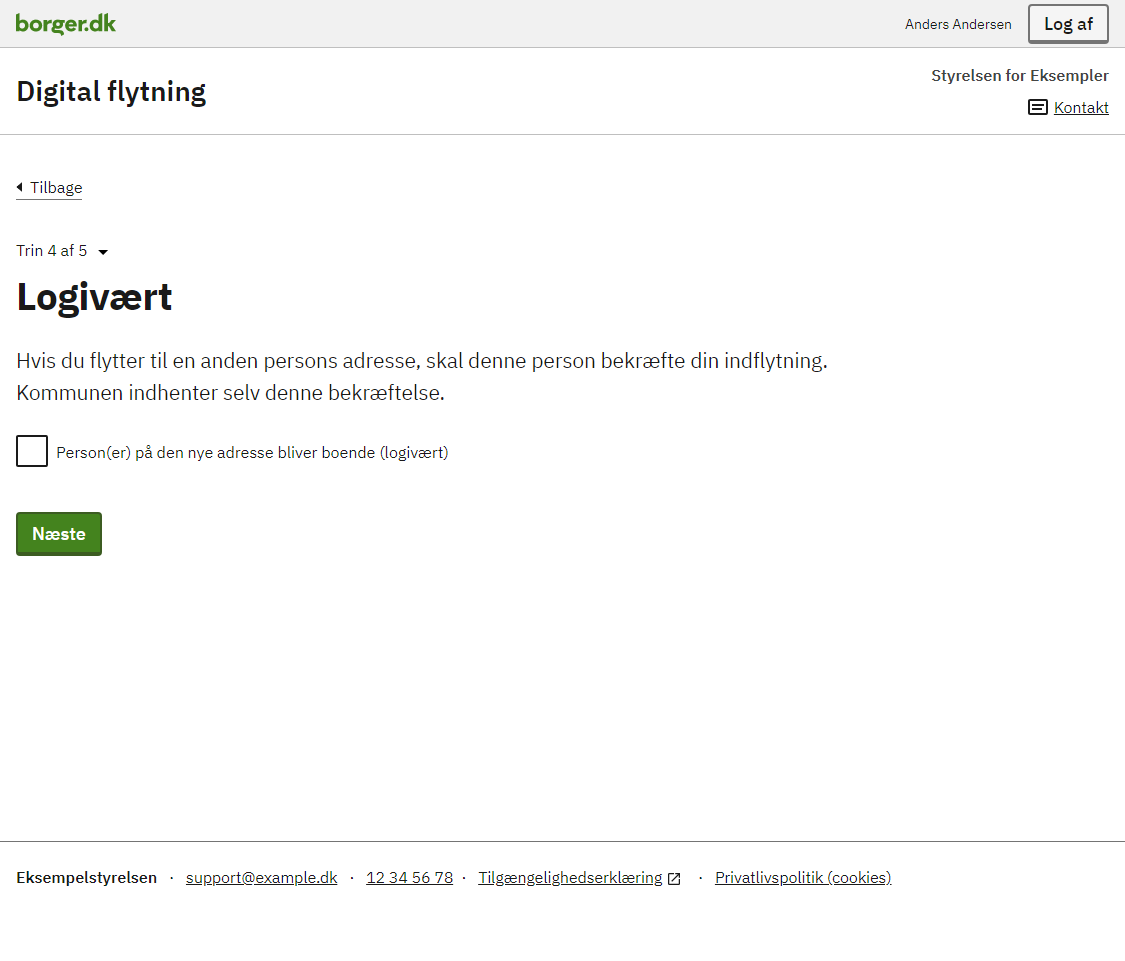 borger.dk
Anders Andersen
Log af
Digital flytning
Styrelsen for Eksempler
Kontakt
Tilbage
Trin 4 af 5
Logivært
Hvis du flytter til en anden persons adresse, skal denne person bekræfte din indflytning.
Kommunen indhenter selv denne bekræftelse.
Person(er) på den nye adresse bliver boende (logivært)
Næste
Eksempelstyrelsen · support@example.dk · 12 34 56 78 · Tilgængelighedserklæring · Privatlivspolitik (cookies)